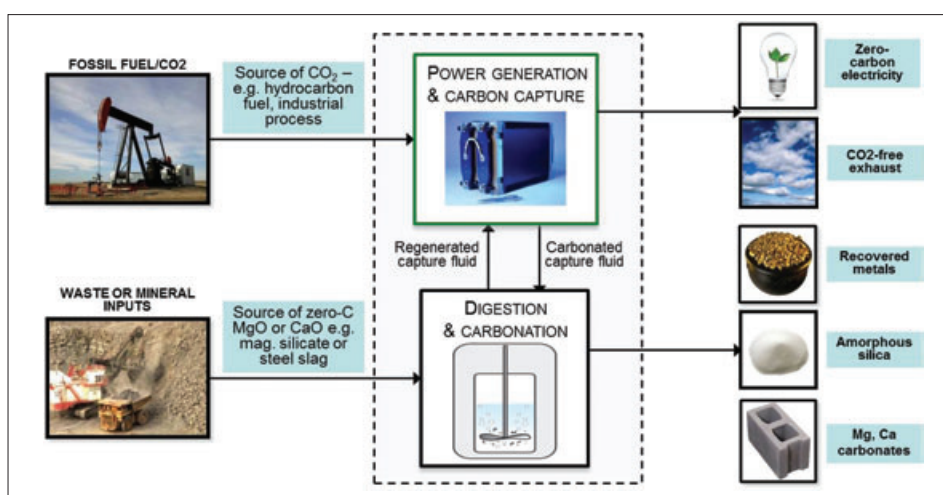 FOSSIL FUEL/CO2
Source of CO₂ –
e.g. hydrocarbon
fuel, industrial
process
POWER GENERATION
& CARBON CAPTURE
Zero-
carbon
electricity
CO2-free
exhaust
Regenerated
capture fluid
Carbonated
capture fluid
Recovered
metals
WASTE OR MINERAL
INPUTS
Source of zero-C
MgO or CaO e.g.
mag. silicate or
steel slag
DIGESTION
& CARBONATION
Amorphous
silica
Mg, Ca
carbonates